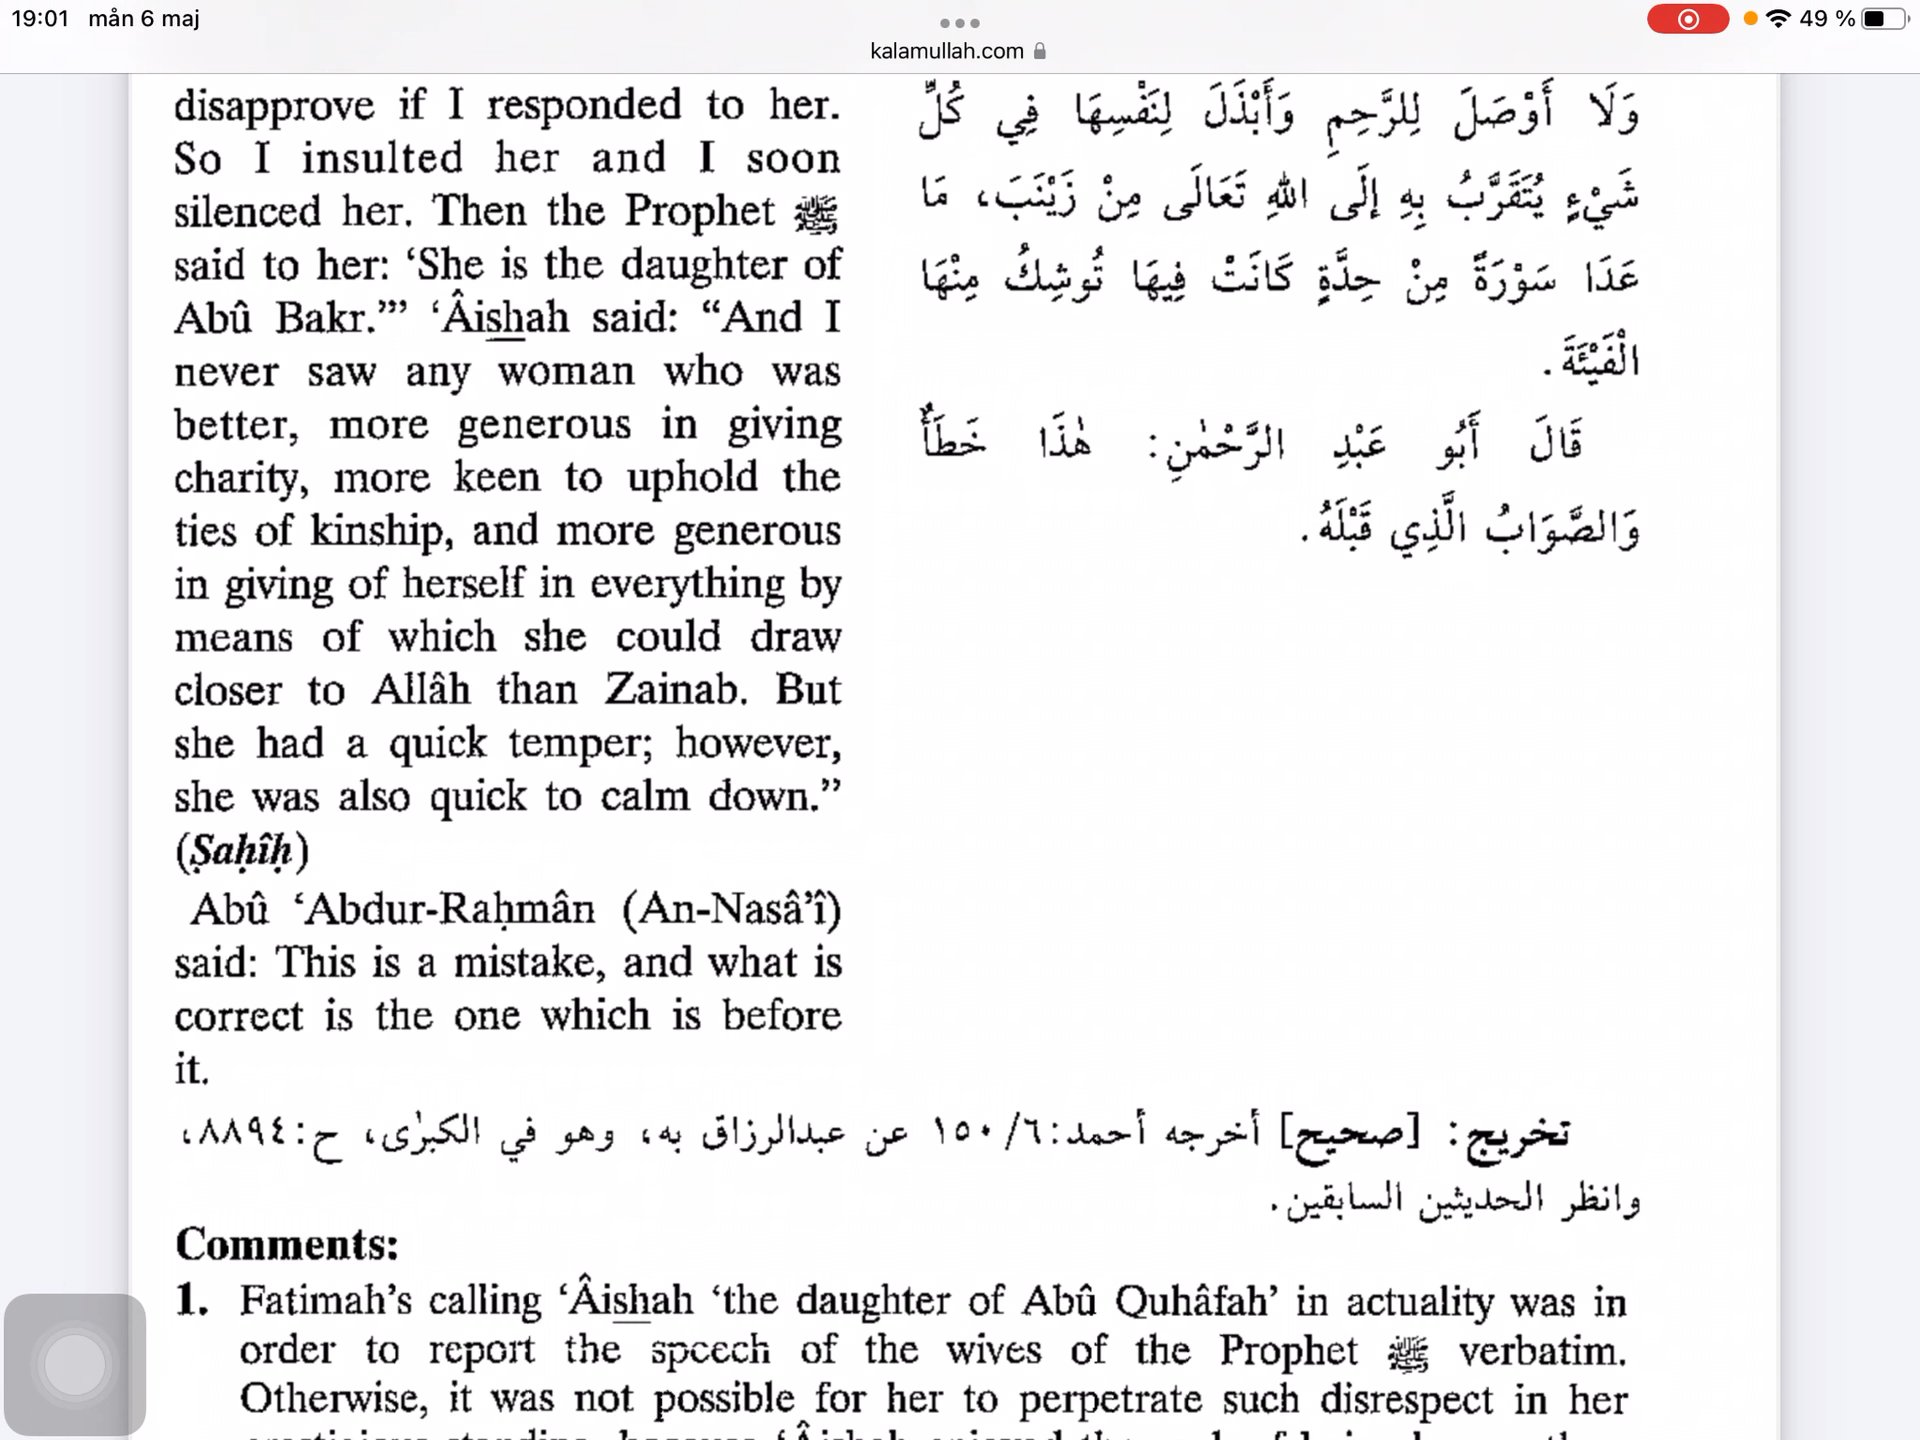 19:01 mån 6 maj
49 %
kalamullah.com
disapprove if I responded to her.
So I insulted her and I soon
silenced her. Then the Prophet ﷺ
said to her: ‘She is the daughter of
Abû Bakr.’” ‘Âishah said: “And I
never saw any woman who was
better, more generous in giving
charity, more keen to uphold the
ties of kinship, and more generous
in giving of herself in everything by
means of which she could draw
closer to Allâh than Zainab. But
she had a quick temper; however,
she was also quick to calm down.”
(Ṣaḥîḥ)
Abû ‘Abdur-Raḥmân (An-Nasâ’î)
said: This is a mistake, and what is
correct is the one which is before
it.
وَلَا أَوْصَلَ لِلرَّحِمِ وَأَبْذَلَ لِنَفْسِهَا فِي كُلِّ
شَيْءٍ يُتَقَرَّبُ بِهِ إِلَى اللهِ تَعَالَى مِنْ زَيْنَبَ، مَا
عَدَا سَوْرَةً مِنْ حِدَّةٍ كَانَتْ فِيهَا تُوشِكُ مِنْهَا
الْفَيْئَةَ.
قَالَ أَبُو عَبْدِ الرَّحْمٰنِ: هٰذَا خَطَأٌ
وَالصَّوَابُ الَّذِي قَبْلَهُ.
تخريج: [صحيح] أخرجه أحمد:٦/ ١٥٠ عن عبدالرزاق به، وهو في الكبرٰى، ح:٨٨٩٤،
وانظر الحديثين السابقين.
Comments:
1. Fatimah’s calling ‘Âishah ‘the daughter of Abû Quhâfah’ in actuality was in
order to report the speech of the wives of the Prophet ﷺ verbatim.
Otherwise, it was not possible for her to perpetrate such disrespect in her